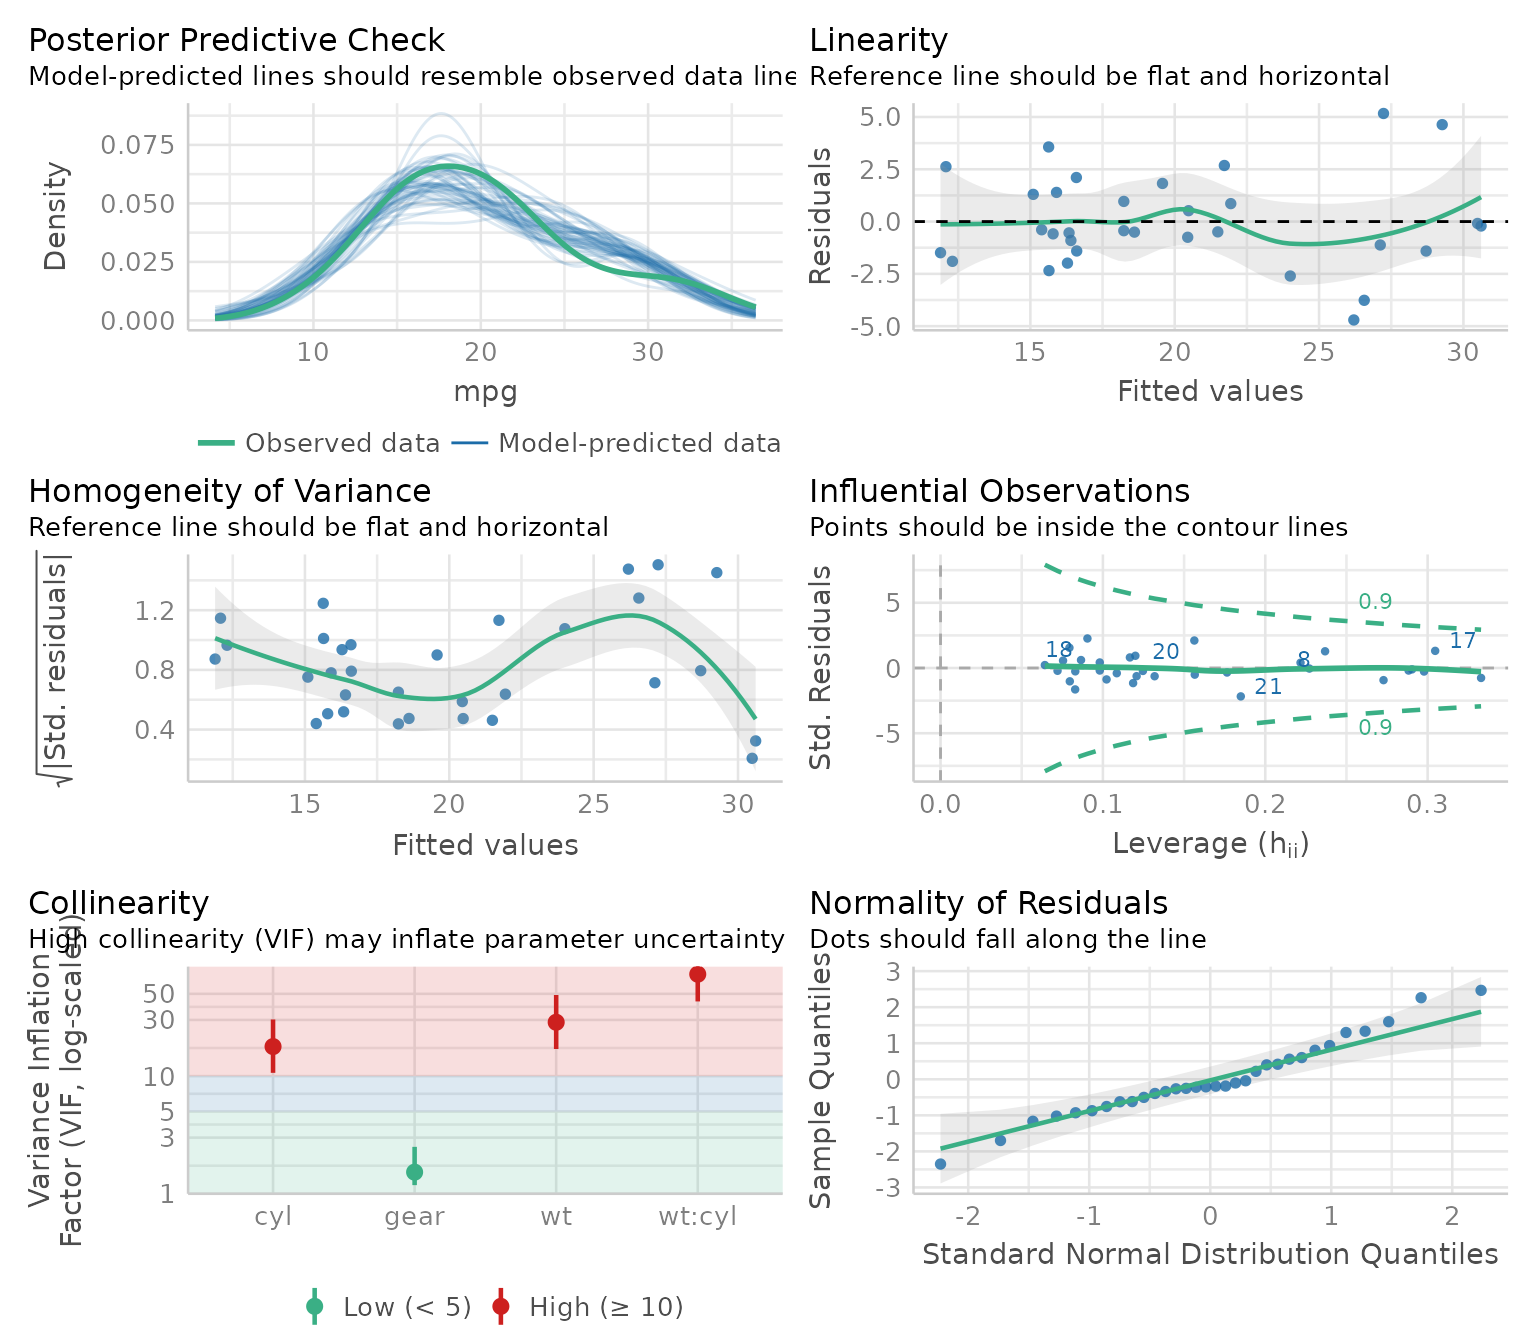 Posterior Predictive Check
Model-predicted lines should resemble observed data line
Density
0.075
0.050
0.025
0.000
10 20 30
mpg
Observed data Model-predicted data
Linearity
Reference line should be flat and horizontal
Residuals
5.0
2.5
0.0
-2.5
-5.0
15 20 25 30
Fitted values
Homogeneity of Variance
Reference line should be flat and horizontal
√|Std. residuals|
1.2
0.8
0.4
15 20 25 30
Fitted values
Influential Observations
Points should be inside the contour lines
Std. Residuals
5
0
-5
0.9
18 20 8 17
21
0.9
0.0 0.1 0.2 0.3
Leverage (hii)
Collinearity
High collinearity (VIF) may inflate parameter uncertainty
Variance Inflation
Factor (VIF, log-scaled)
50
30
10
5
3
1
cyl gear wt wt:cyl
Low (< 5) High (≥ 10)
Normality of Residuals
Dots should fall along the line
Sample Quantiles
3
2
1
0
-1
-2
-3
-2 -1 0 1 2
Standard Normal Distribution Quantiles